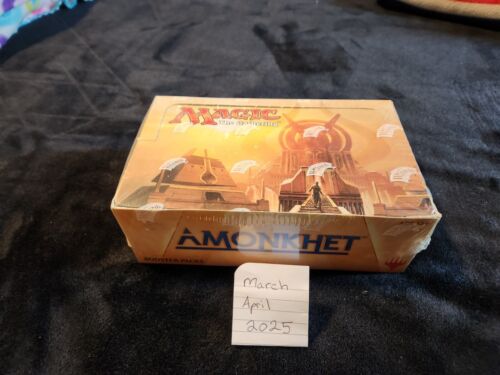 MAGIC
The Gathering
AMONKHET
BOOSTER PACKS
March
April
2025